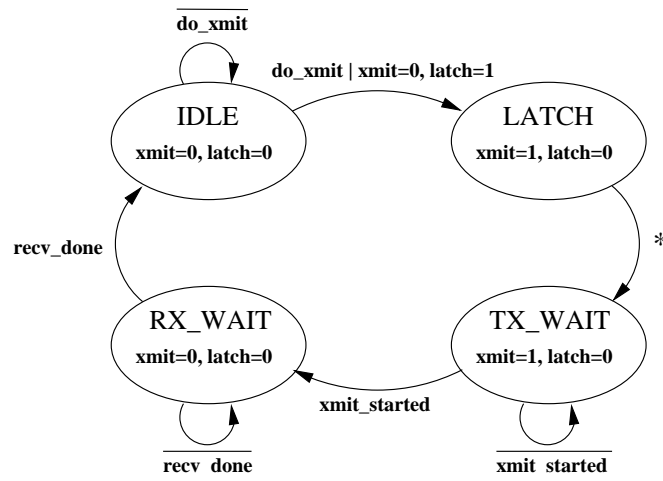 do_xmit
do_xmit | xmit=0, latch=1
IDLE
xmit=0, latch=0
LATCH
xmit=1, latch=0
recv_done
*
RX_WAIT
xmit=0, latch=0
TX_WAIT
xmit=1, latch=0
xmit_started
recv_done
xmit_started